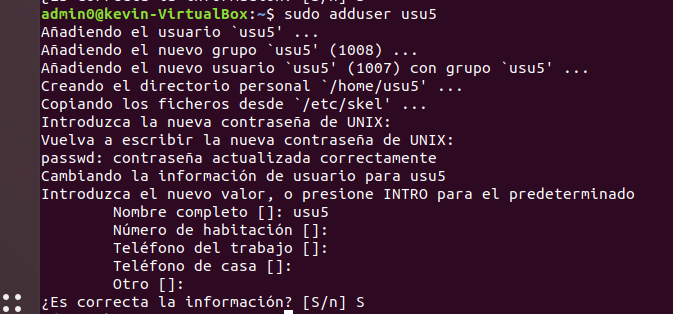 admin0@kevin-VirtualBox:~$ sudo adduser usu5
Añadiendo el usuario `usu5' ...
Añadiendo el nuevo grupo `usu5' (1008) ...
Añadiendo el nuevo usuario `usu5' (1007) con grupo `usu5' ...
Creando el directorio personal `/home/usu5' ...
Copiando los ficheros desde `/etc/skel' ...
Introduzca la nueva contraseña de UNIX:
Vuelva a escribir la nueva contraseña de UNIX:
passwd: contraseña actualizada correctamente
Cambiando la información de usuario para usu5
Introduzca el nuevo valor, o presione INTRO para el predeterminado
Nombre completo []: usu5
Número de habitación []:
Teléfono del trabajo []:
Teléfono de casa []:
Otro []:
¿Es correcta la información? [S/n] S